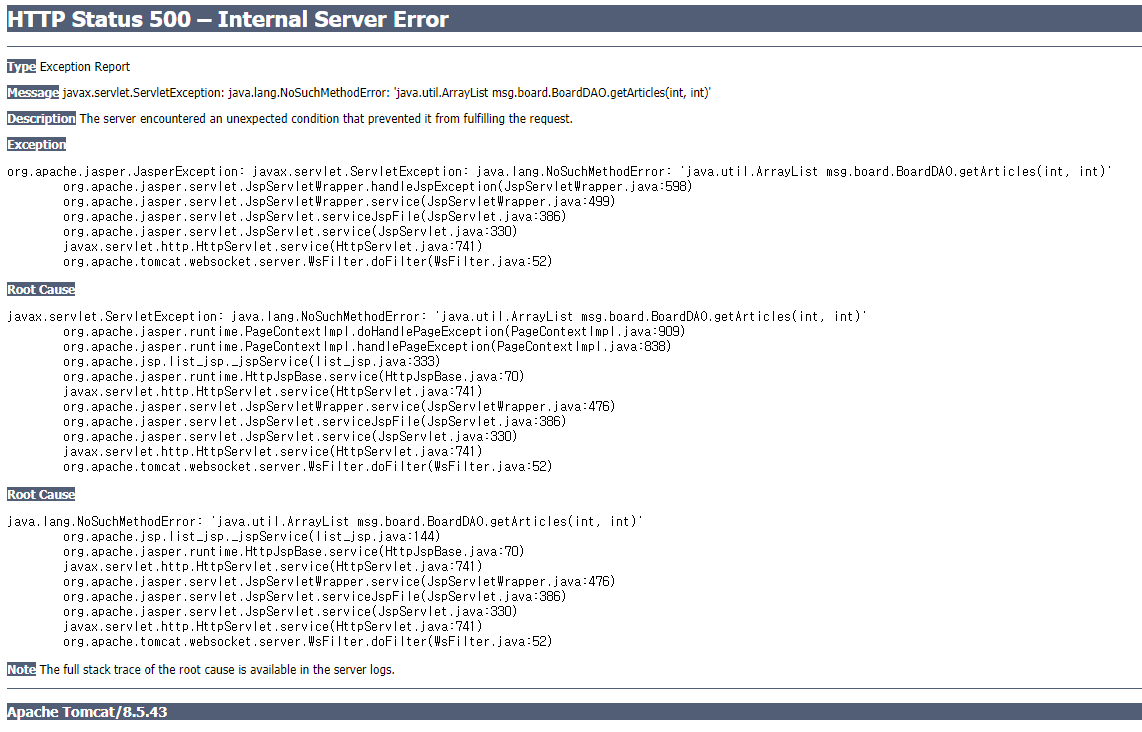 HTTP Status 500 – Internal Server Error
Type Exception Report
Message javax.servlet.ServletException: java.lang.NoSuchMethodError: 'java.util.ArrayList msg.board.BoardDAO.getArticles(int, int)'
Description The server encountered an unexpected condition that prevented it from fulfilling the request.
Exception
org.apache.jasper.JasperException: javax.servlet.ServletException: java.lang.NoSuchMethodError: 'java.util.ArrayList msg.board.BoardDAO.getArticles(int, int)'
org.apache.jasper.servlet.JspServletWrapper.handleJspException(JspServletWrapper.java:598)
org.apache.jasper.servlet.JspServletWrapper.service(JspServletWrapper.java:499)
org.apache.jasper.servlet.JspServlet.serviceJspFile(JspServlet.java:386)
org.apache.jasper.servlet.JspServlet.service(JspServlet.java:330)
javax.servlet.http.HttpServlet.service(HttpServlet.java:741)
org.apache.tomcat.websocket.server.WsFilter.doFilter(WsFilter.java:52)
Root Cause
javax.servlet.ServletException: java.lang.NoSuchMethodError: 'java.util.ArrayList msg.board.BoardDAO.getArticles(int, int)'
org.apache.jasper.runtime.PageContextImpl.doHandlePageException(PageContextImpl.java:909)
org.apache.jasper.runtime.PageContextImpl.handlePageException(PageContextImpl.java:838)
org.apache.jsp.list_jsp._jspService(list_jsp.java:333)
org.apache.jasper.runtime.HttpJspBase.service(HttpJspBase.java:70)
javax.servlet.http.HttpServlet.service(HttpServlet.java:741)
org.apache.jasper.servlet.JspServletWrapper.service(JspServletWrapper.java:476)
org.apache.jasper.servlet.JspServlet.serviceJspFile(JspServlet.java:386)
org.apache.jasper.servlet.JspServlet.service(JspServlet.java:330)
javax.servlet.http.HttpServlet.service(HttpServlet.java:741)
org.apache.tomcat.websocket.server.WsFilter.doFilter(WsFilter.java:52)
Root Cause
java.lang.NoSuchMethodError: 'java.util.ArrayList msg.board.BoardDAO.getArticles(int, int)'
org.apache.jsp.list_jsp._jspService(list_jsp.java:144)
org.apache.jasper.runtime.HttpJspBase.service(HttpJspBase.java:70)
javax.servlet.http.HttpServlet.service(HttpServlet.java:741)
org.apache.jasper.servlet.JspServletWrapper.service(JspServletWrapper.java:476)
org.apache.jasper.servlet.JspServlet.serviceJspFile(JspServlet.java:386)
org.apache.jasper.servlet.JspServlet.service(JspServlet.java:330)
javax.servlet.http.HttpServlet.service(HttpServlet.java:741)
org.apache.tomcat.websocket.server.WsFilter.doFilter(WsFilter.java:52)
Note The full stack trace of the root cause is available in the server logs.
Apache Tomcat/8.5.43